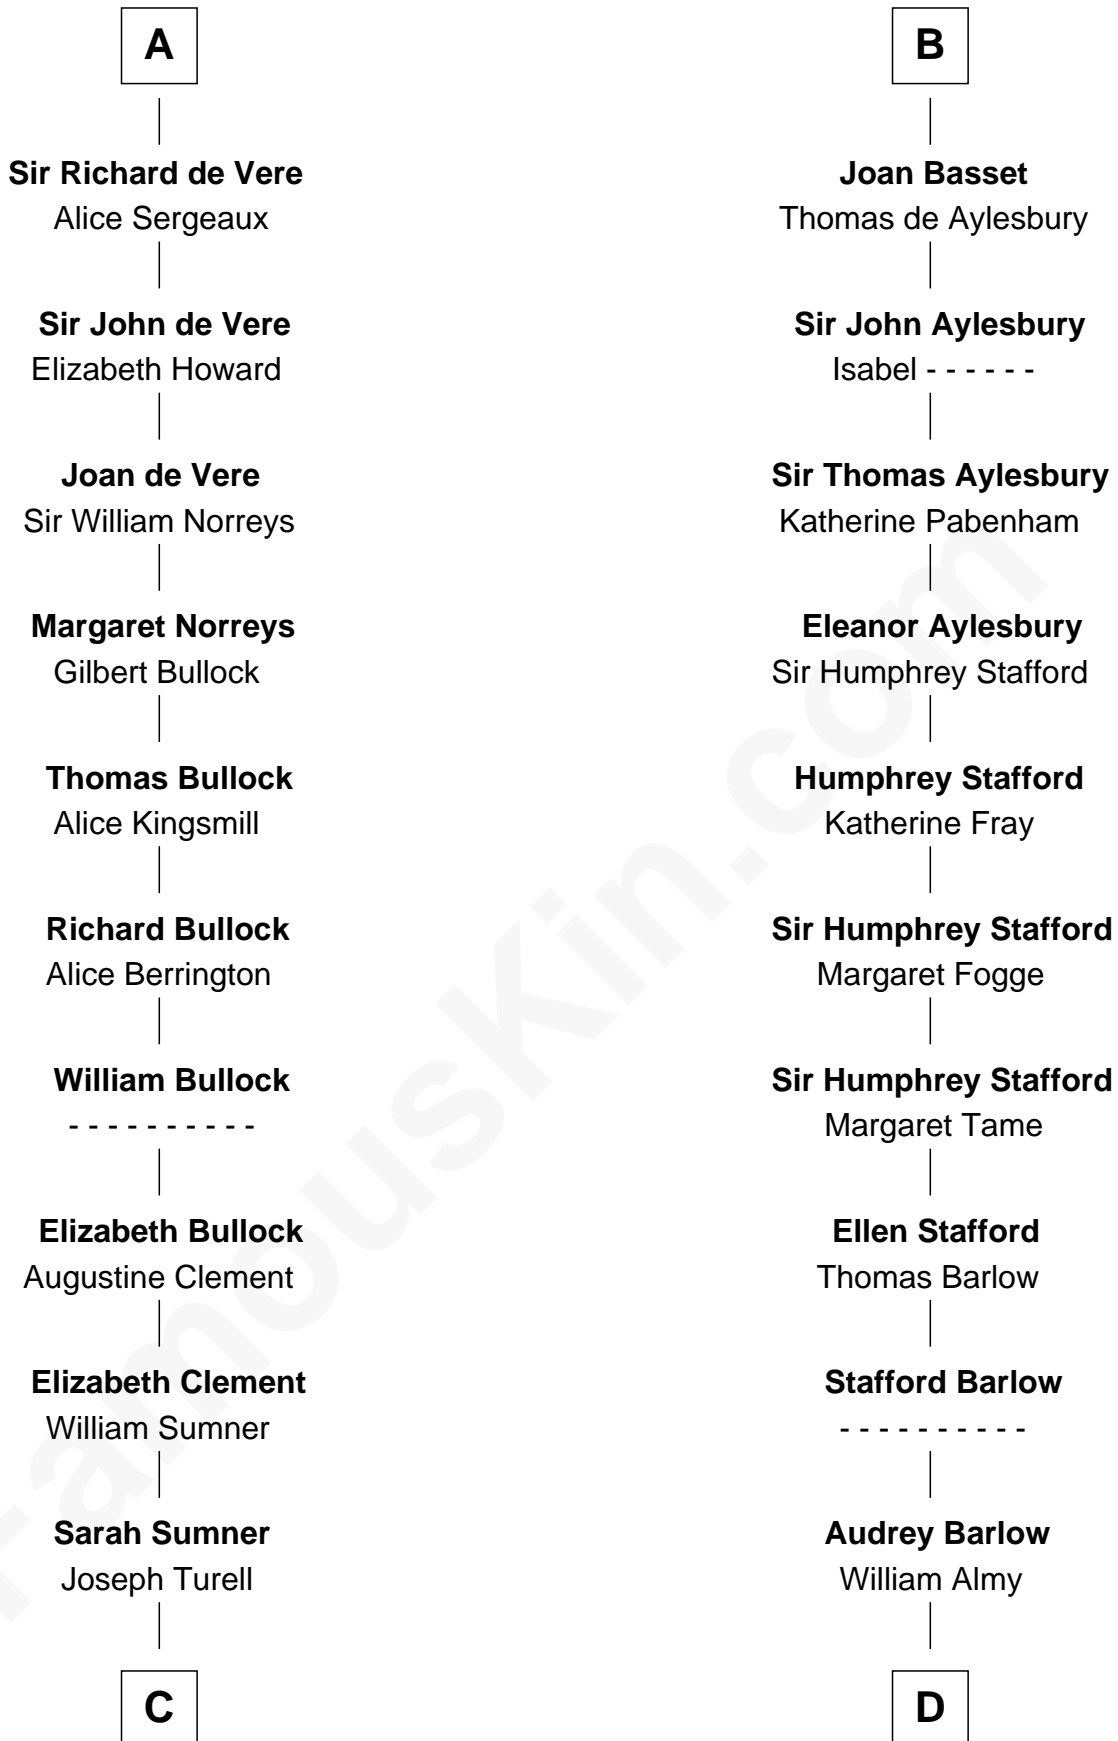 A
Sir Richard de Vere
Alice Sergeaux
Sir John de Vere
Elizabeth Howard
Joan de Vere
Sir William Norreys
Margaret Norreys
Gilbert Bullock
Thomas Bullock
Alice Kingsmill
Richard Bullock
Alice Berrington
William Bullock
- - - - - - - - - -
Elizabeth Bullock
Augustine Clement
Elizabeth Clement
William Sumner
Sarah Sumner
Joseph Turell
C
B
Joan Basset
Thomas de Aylesbury
Sir John Aylesbury
Isabel - - - - - -
Sir Thomas Aylesbury
Katherine Pabenham
Eleanor Aylesbury
Sir Humphrey Stafford
Humphrey Stafford
Katherine Fray
Sir Humphrey Stafford
Margaret Fogge
Sir Humphrey Stafford
Margaret Tame
Ellen Stafford
Thomas Barlow
Stafford Barlow
- - - - - - - - - -
Audrey Barlow
William Almy
D
FamousKin.com